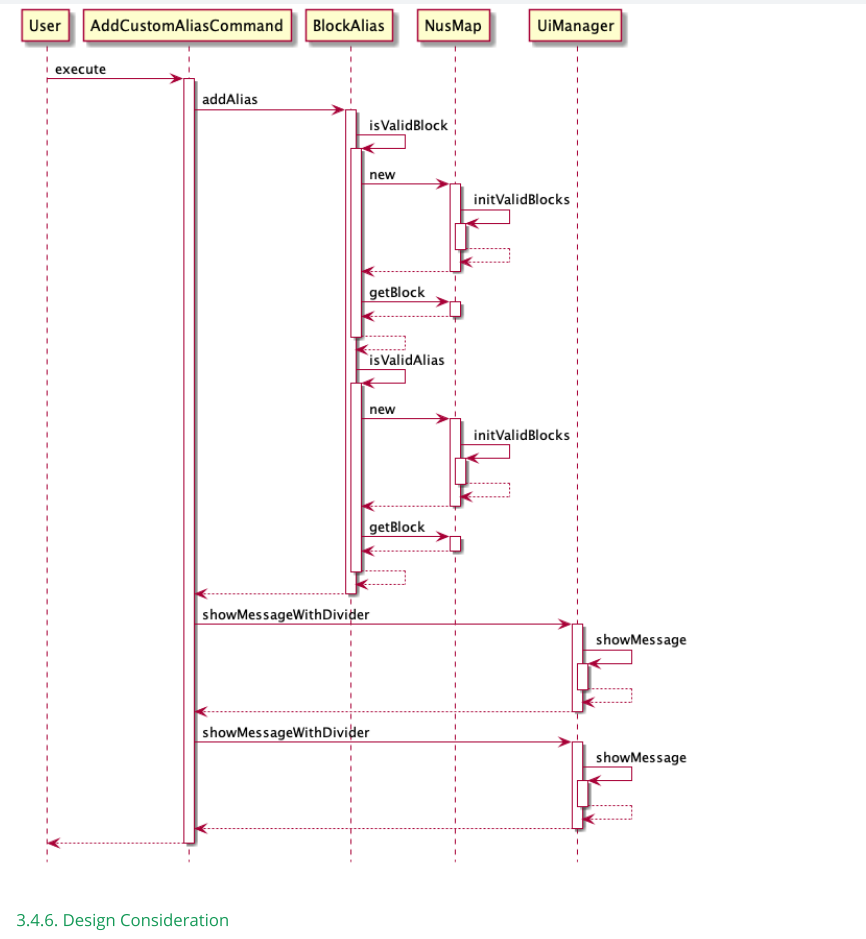 User AddCustomAliasCommand BlockAlias NusMap UiManager
execute
addAlias
isValidBlock
new
initValidBlocks
getBlock
isValidAlias
new
initValidBlocks
getBlock
showMessageWithDivider
showMessage
showMessageWithDivider
showMessage
3.4.6. Design Consideration